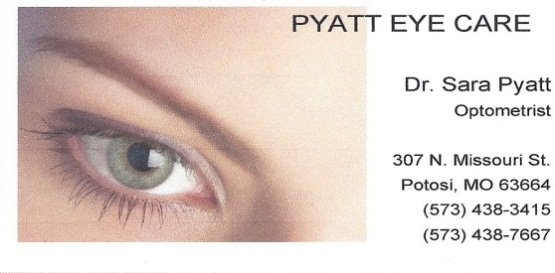 PYATT EYE CARE
Dr. Sara Pyatt
Optometrist
307 N. Missouri St.
Potosi, MO 63664
(573) 438-3415
(573) 438-7667